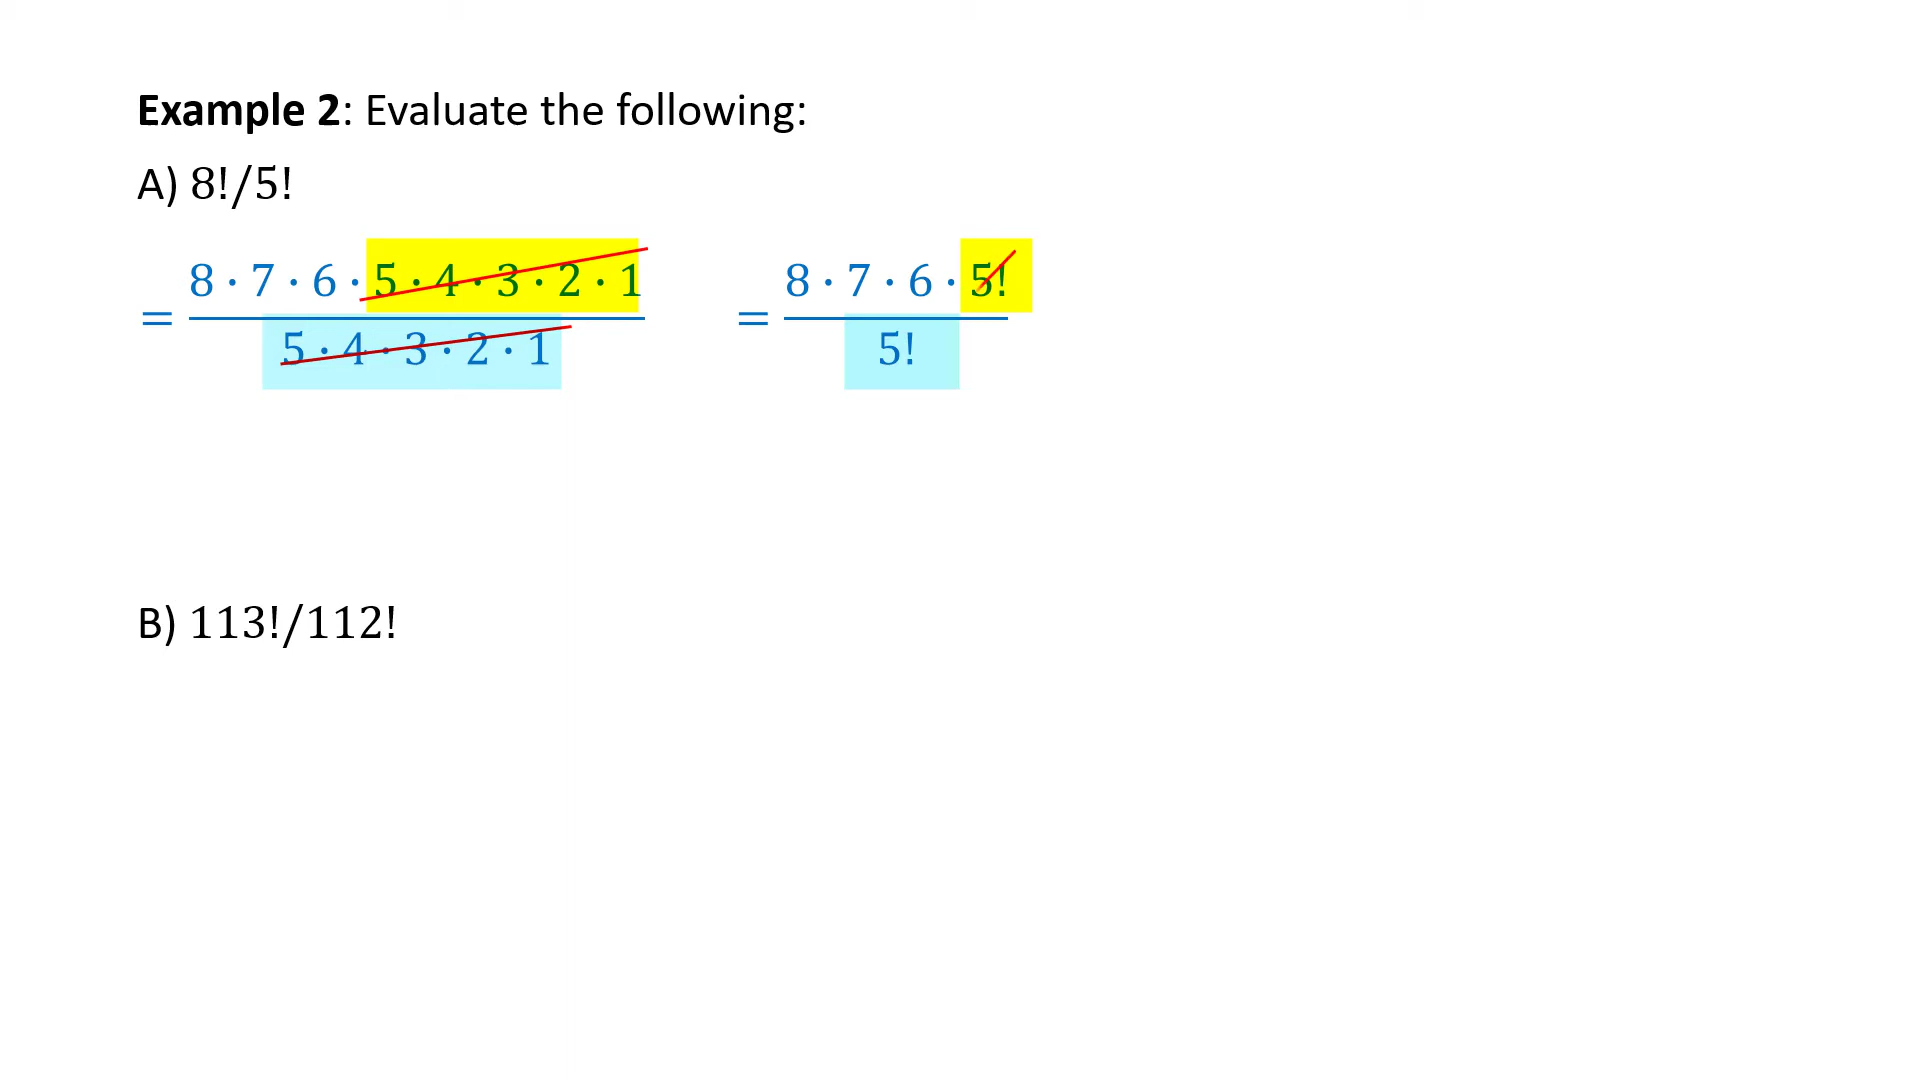 Example 2: Evaluate the following:
A) 8!/5!
= 8 · 7 · 6 · 5 · 4 · 3 · 2 · 1 / 5 · 4 · 3 · 2 · 1 = 8 · 7 · 6 · 5! / 5!
B) 113!/112!